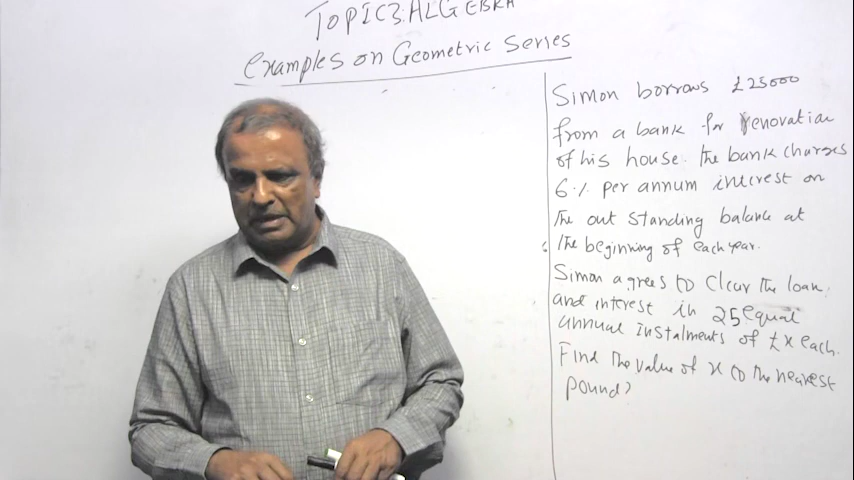 TOPIC3:ALGEBRA
Examples on Geometric Series
Simon borrows £25000
from a bank for renovation
of his house. The bank charges
6% per annum interest on
the out standing balance at
the beginning of each year.
Simon agrees to clear the loan
and interest in 25 equal
annual instalments of £x each.
Find the value of x to the nearest
pound?